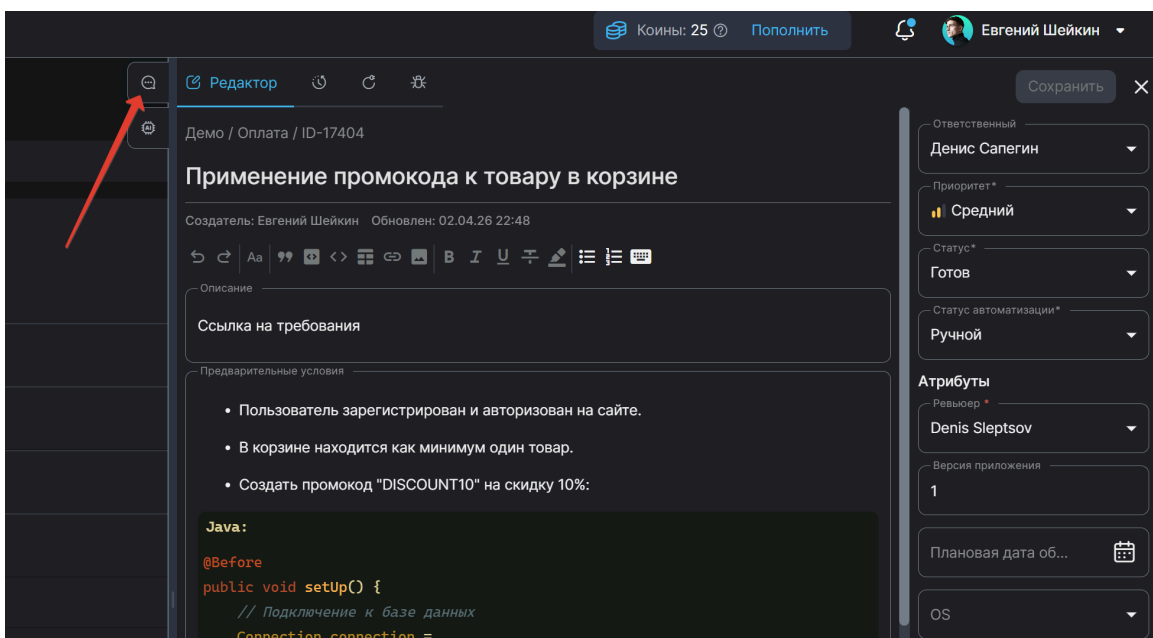 Коины: 25 Пополнить
Евгений Шейкин
Редактор
Сохранить
AI
Демо / Оплата / ID-17404
Применение промокода к товару в корзине
Создатель: Евгений Шейкин Обновлен: 02.04.26 22:48
Aa B I U T
Описание
Ссылка на требования
Предварительные условия
• Пользователь зарегистрирован и авторизован на сайте.
• В корзине находится как минимум один товар.
• Создать промокод "DISCOUNT10" на скидку 10%:
Java:
@Before
public void setUp() {
// Подключение к базе данных
Connection connection =
Ответственный
Денис Сапегин
Приоритет*
Средний
Статус*
Готов
Статус автоматизации*
Ручной
Атрибуты
Ревьюер *
Denis Sleptsov
Версия приложения
1
Плановая дата об...
OS